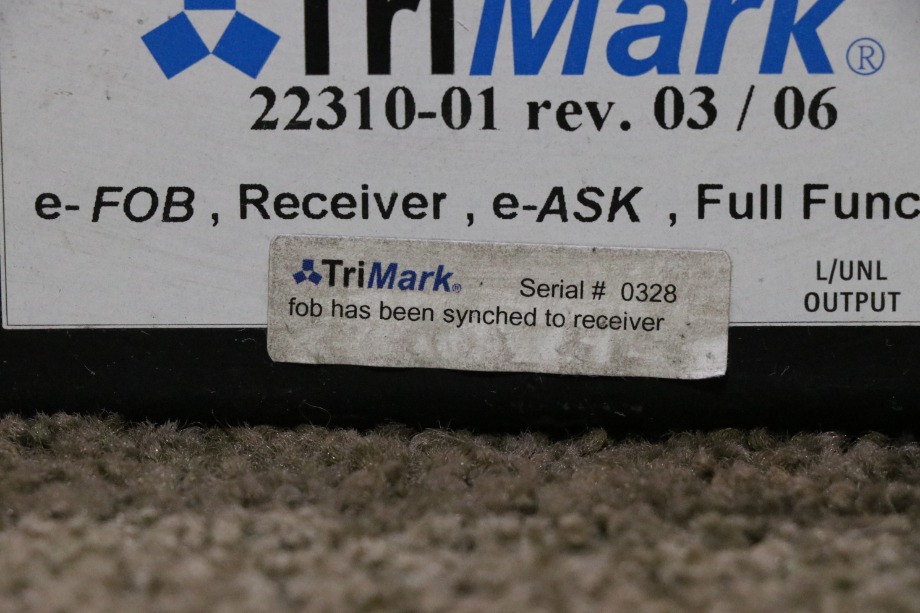 TriMark®
22310-01 rev. 03 / 06
e-FOB , Receiver , e-ASK , Full Func
L/UNL
OUTPUT
TriMark®
Serial # 0328
fob has been synched to receiver